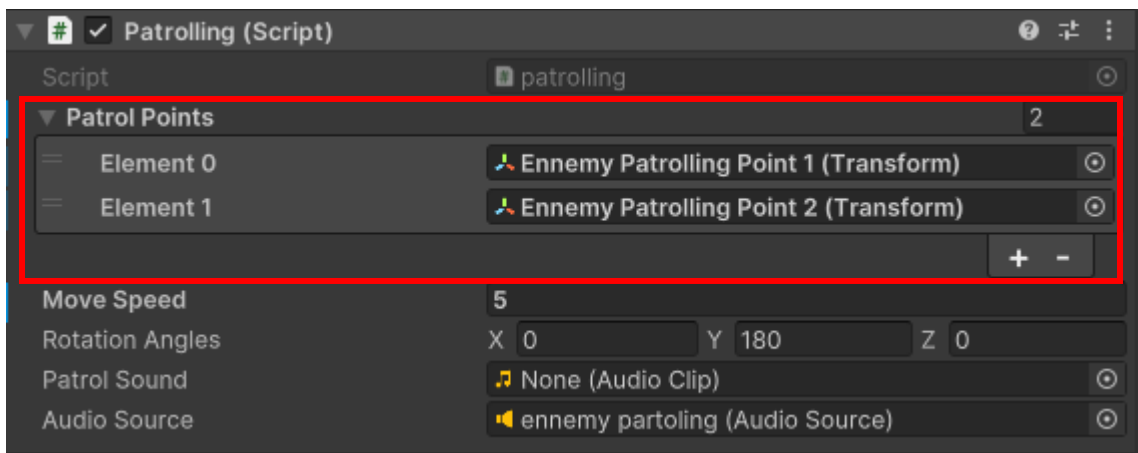 # Patrolling (Script)
Script patrolling
Patrol Points 2
Element 0 Ennemy Patrolling Point 1 (Transform)
Element 1 Ennemy Patrolling Point 2 (Transform)
+ -
Move Speed 5
Rotation Angles X 0 Y 180 Z 0
Patrol Sound None (Audio Clip)
Audio Source ennemy partoling (Audio Source)